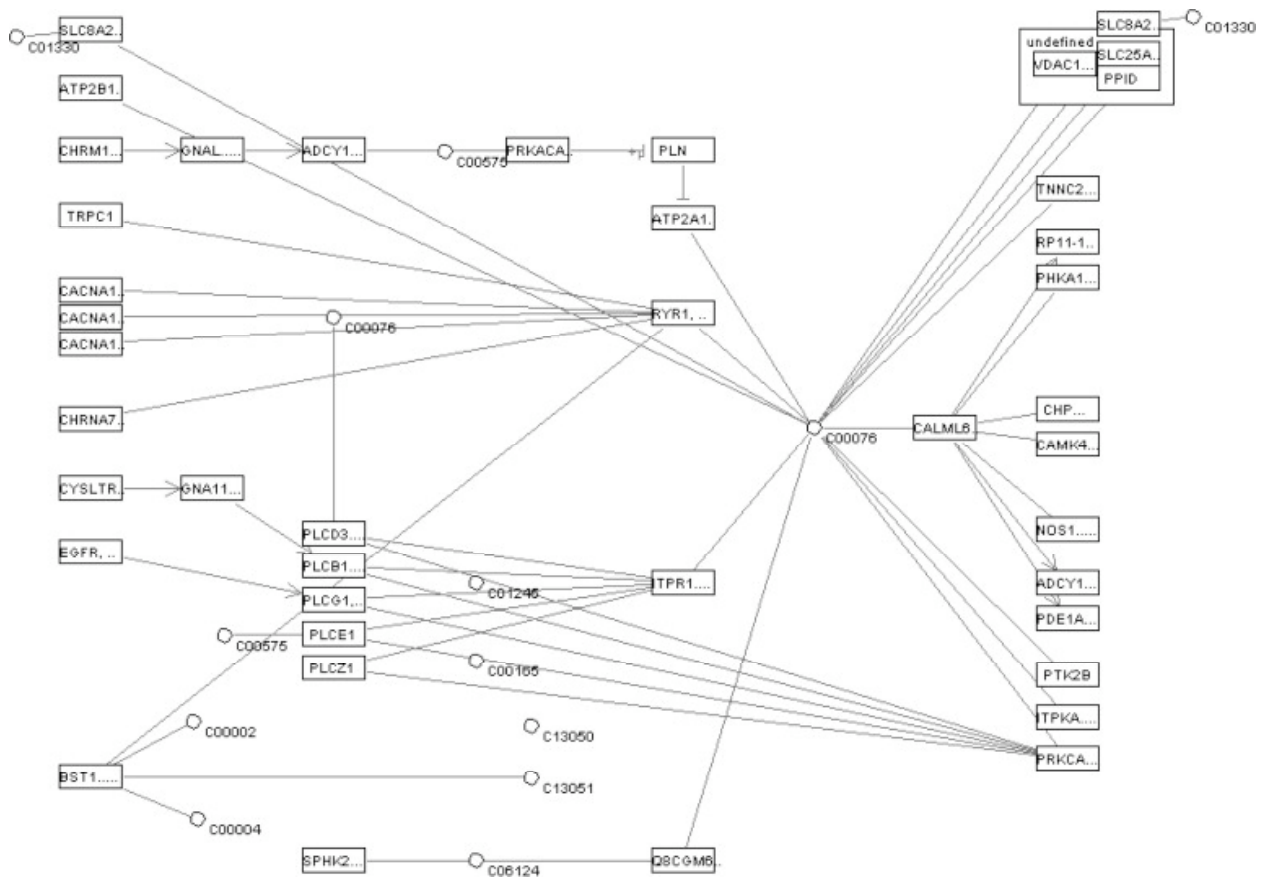 SLC8A2..
C01330
SLC8A2..
C01330
undefined
SLC25A..
VDAC1...
PPID
ATP2B1.
CHRM1...
GNAL.....
ADCY1...
C00575
PRKACA..
+p
PLN
TNNC2...
TRPC1
ATP2A1.
RP11-1..
PHKA1...
CACNA1..
CACNA1..
CACNA1..
C00076
RYR1, ..
CHRNA7..
CHP...
C00076
CALML6..
CAMK4...
CYSLTR..
GNA11...
PLCD3....
NOS1.....
EGFR, ..
PLCB1....
PLCG1,...
C01245
ITPR1.....
ADCY1...
PDE1A...
C00575
PLCE1
PLCZ1
C00165
PTK2B
C00002
C13050
ITPKA....
PRKCA...
BST1.....
C13051
C00004
SPHK2...
C06124
Q8CGM6..